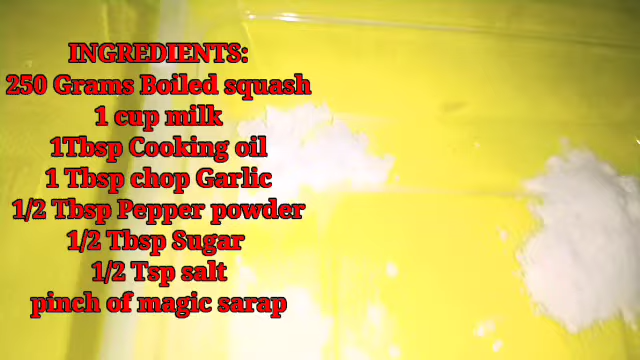 INGREDIENTS:
250 Grams Boiled squash
1 cup milk
1Tbsp Cooking oil
1 Tbsp chop Garlic
1/2 Tbsp Pepper powder
1/2 Tbsp Sugar
1/2 Tsp salt
pinch of magic sarap